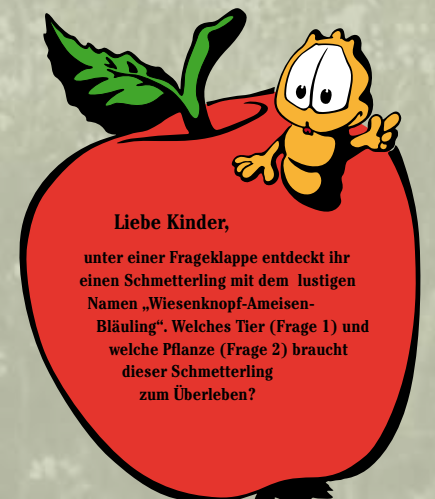 Liebe Kinder,
unter einer Frageklappe entdeckt ihr
einen Schmetterling mit dem lustigen
Namen „Wiesenknopf-Ameisen-
Bläuling“. Welches Tier (Frage 1) und
welche Pflanze (Frage 2) braucht
dieser Schmetterling
zum Überleben?